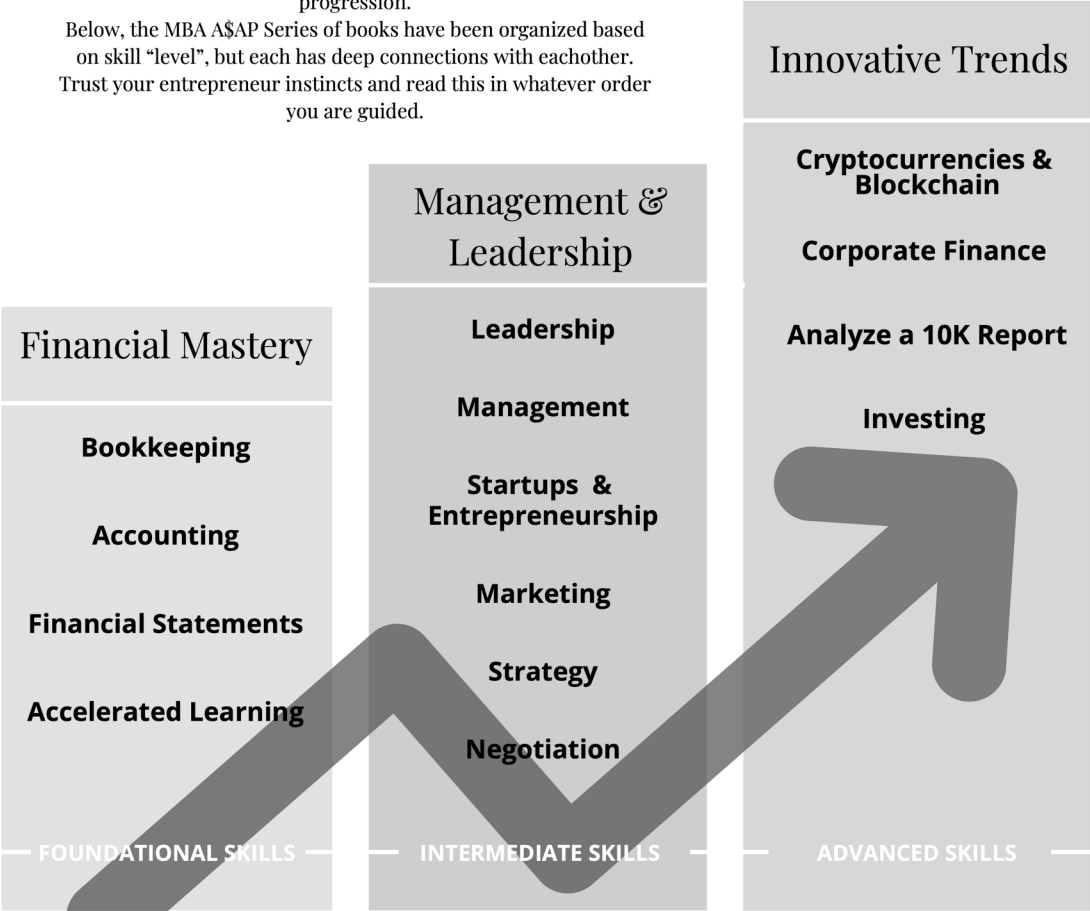 progression.
Below, the MBA A$AP Series of books have been organized based
on skill “level”, but each has deep connections with eachother.
Trust your entrepreneur instincts and read this in whatever order
you are guided.
Financial Mastery
Bookkeeping
Accounting
Financial Statements
Accelerated Learning
FOUNDATIONAL SKILLS
Management &
Leadership
Leadership
Management
Startups &
Entrepreneurship
Marketing
Strategy
Negotiation
INTERMEDIATE SKILLS
Innovative Trends
Cryptocurrencies &
Blockchain
Corporate Finance
Analyze a 10K Report
Investing
ADVANCED SKILLS